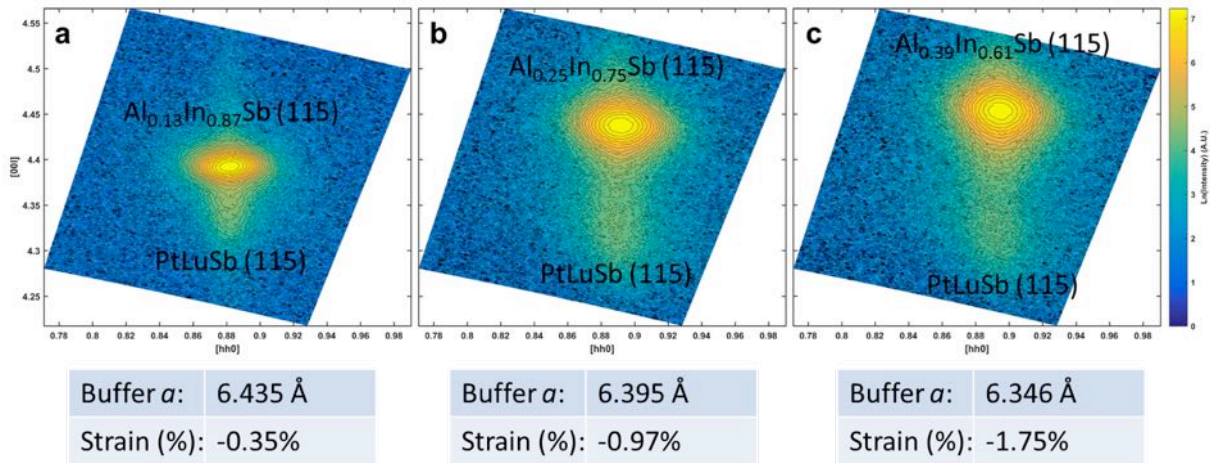 a
Al0.13In0.87Sb (115)
PtLuSb (115)
4.55
4.5
4.45
4.4
4.35
4.3
4.25
[00l]
0.78 0.8 0.82 0.84 0.86 0.88 0.9 0.92 0.94 0.96 0.98
[hh0]
b
Al0.25In0.75Sb (115)
PtLuSb (115)
0.78 0.8 0.82 0.84 0.86 0.88 0.9 0.92 0.94 0.96 0.98
[hh0]
c
Al0.39In0.61Sb (115)
PtLuSb (115)
0.78 0.8 0.82 0.84 0.86 0.88 0.9 0.92 0.94 0.96 0.98
[hh0]
7
6
5
4
3
2
1
0
Ln(Intensity) (A.U.)
Buffer a: 6.435 Å
Strain (%): -0.35%
Buffer a: 6.395 Å
Strain (%): -0.97%
Buffer a: 6.346 Å
Strain (%): -1.75%